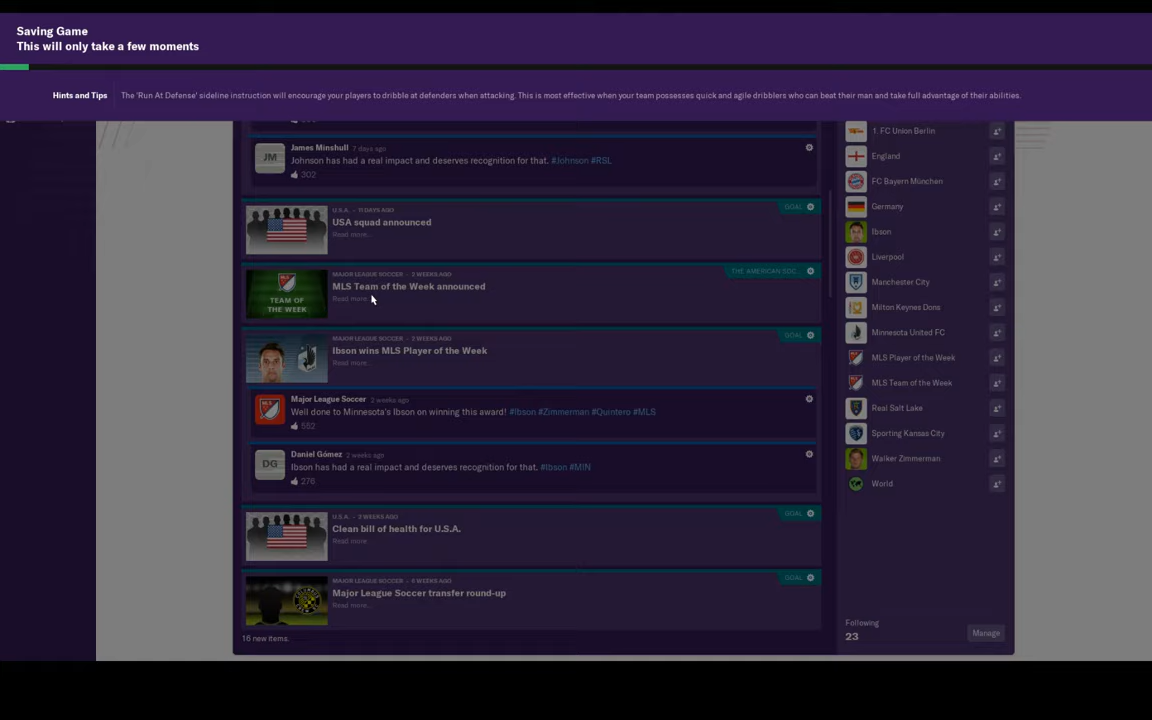 Saving Game
This will only take a few moments
Hints and Tips
The 'Run At Defense' sideline instruction will encourage your players to dribble at defenders when attacking. This is most effective when your team possesses quick and agile dribblers who can beat their man and take full advantage of their abilities.
JM
James Minshull 7 days ago
Johnson has had a real impact and deserves recognition for that. #Johnson #RSL
302
U.S.A. - 11 DAYS AGO
GOAL
USA squad announced
Read more...
MAJOR LEAGUE SOCCER - 2 WEEKS AGO
THE AMERICAN SOC...
MLS Team of the Week announced
Read more...
TEAM OF
THE WEEK
MAJOR LEAGUE SOCCER - 2 WEEKS AGO
GOAL
Ibson wins MLS Player of the Week
Read more...
Major League Soccer 2 weeks ago
Well done to Minnesota's Ibson on winning this award! #Ibson #Zimmerman #Quintero #MLS
552
DG
Daniel Gómez 2 weeks ago
Ibson has had a real impact and deserves recognition for that. #Ibson #MIN
276
U.S.A. - 2 WEEKS AGO
GOAL
Clean bill of health for U.S.A.
Read more...
MAJOR LEAGUE SOCCER - 6 WEEKS AGO
GOAL
Major League Soccer transfer round-up
Read more...
16 new items.
1. FC Union Berlin
England
FC Bayern München
Germany
Ibson
Liverpool
Manchester City
Milton Keynes Dons
Minnesota United FC
MLS Player of the Week
MLS Team of the Week
Real Salt Lake
Sporting Kansas City
Walker Zimmerman
World
Following
23
Manage